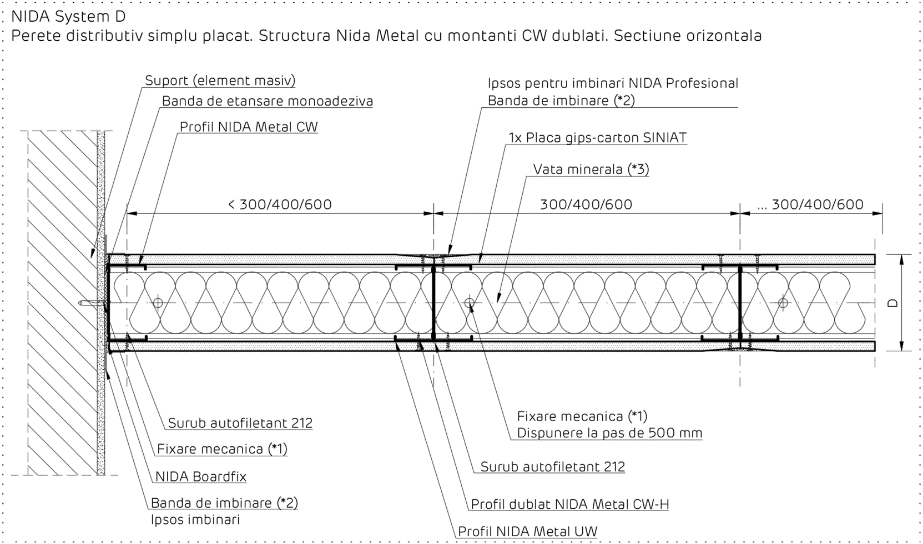 NIDA System D
Perete distributiv simplu placat. Structura Nida Metal cu montanti CW dublati. Sectiune orizontala
Suport (element masiv)
Banda de etansare monoadeziva
Profil NIDA Metal CW
Ipsos pentru imbinari NIDA Profesional
Banda de imbinare (*2)
1x Placa gips-carton SINIAT
Vata minerala (*3)
< 300/400/600
300/400/600
... 300/400/600
D
Surub autofiletant 212
Fixare mecanica (*1)
NIDA Boardfix
Banda de imbinare (*2)
Ipsos imbinari
Fixare mecanica (*1)
Dispunere la pas de 500 mm
Surub autofiletant 212
Profil dublat NIDA Metal CW-H
Profil NIDA Metal UW